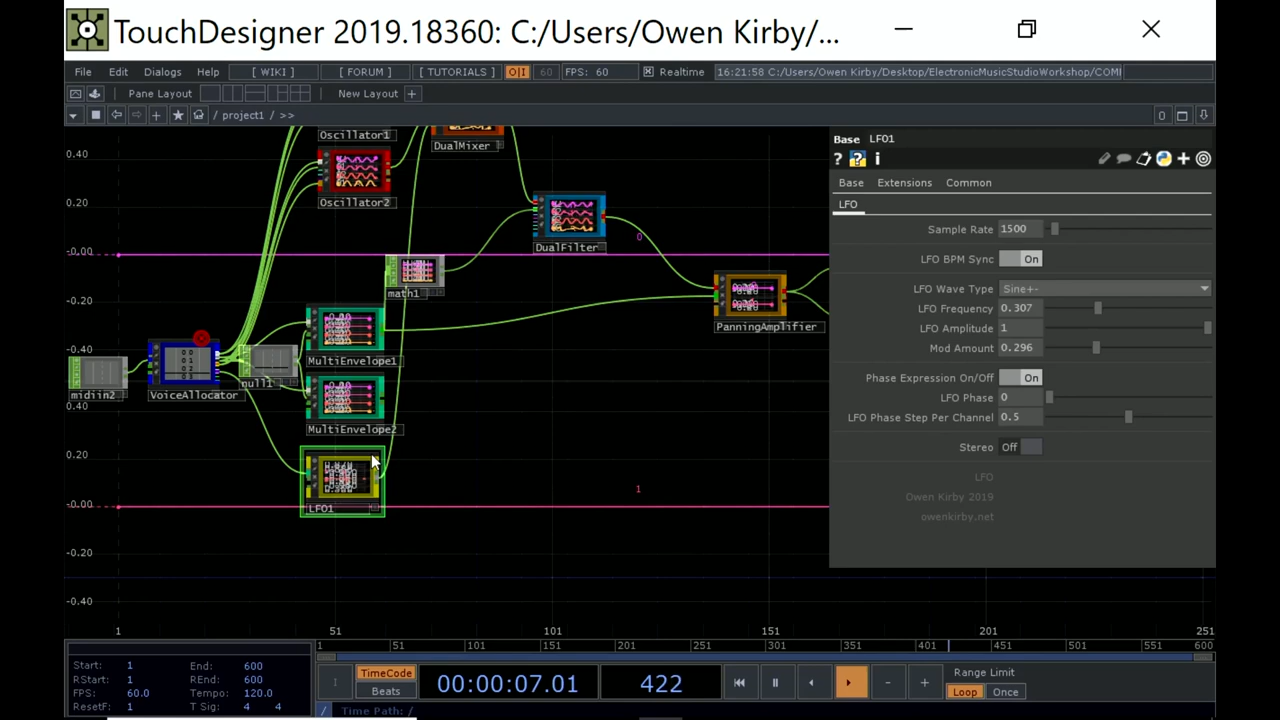 TouchDesigner 2019.18360: C:/Users/Owen Kirby/...
File Edit Dialogs Help [ WIKI ] [ FORUM ] [ TUTORIALS ] O|I 60 FPS: 60 Realtime 16:21:58 C:/Users/Owen Kirby/Desktop/ElectronicMusicStudioWorkshop/COM
Pane Layout New Layout +
/ project1 / >>
Oscillator1
DualMixer
Oscillator2
DualFilter
math1
PanningAmplifier
MultiEnvelope1
null1
midiin2
VoiceAllocator
MultiEnvelope2
LFO1
0.40
0.20
-0.00
-0.20
-0.40
0.40
0.20
-0.00
-0.20
-0.40
0
1
1 51 101 151 201 251
Base LFO1
Base Extensions Common
LFO
Sample Rate 1500
LFO BPM Sync On
LFO Wave Type Sine+-
LFO Frequency 0.307
LFO Amplitude 1
Mod Amount 0.296
Phase Expression On/Off On
LFO Phase 0
LFO Phase Step Per Channel 0.5
Stereo Off
LFO
Owen Kirby 2019
owenkirby.net
1 51 101 151 201 251 301 351 401 451 501 551 600
Start: 1 End: 600
RStart: 1 REnd: 600
FPS: 60.0 Tempo: 120.0
ResetF: 1 T Sig: 4 4
TimeCode
Beats
00:00:07.01
422
Range Limit
Loop Once
/ Time Path: /